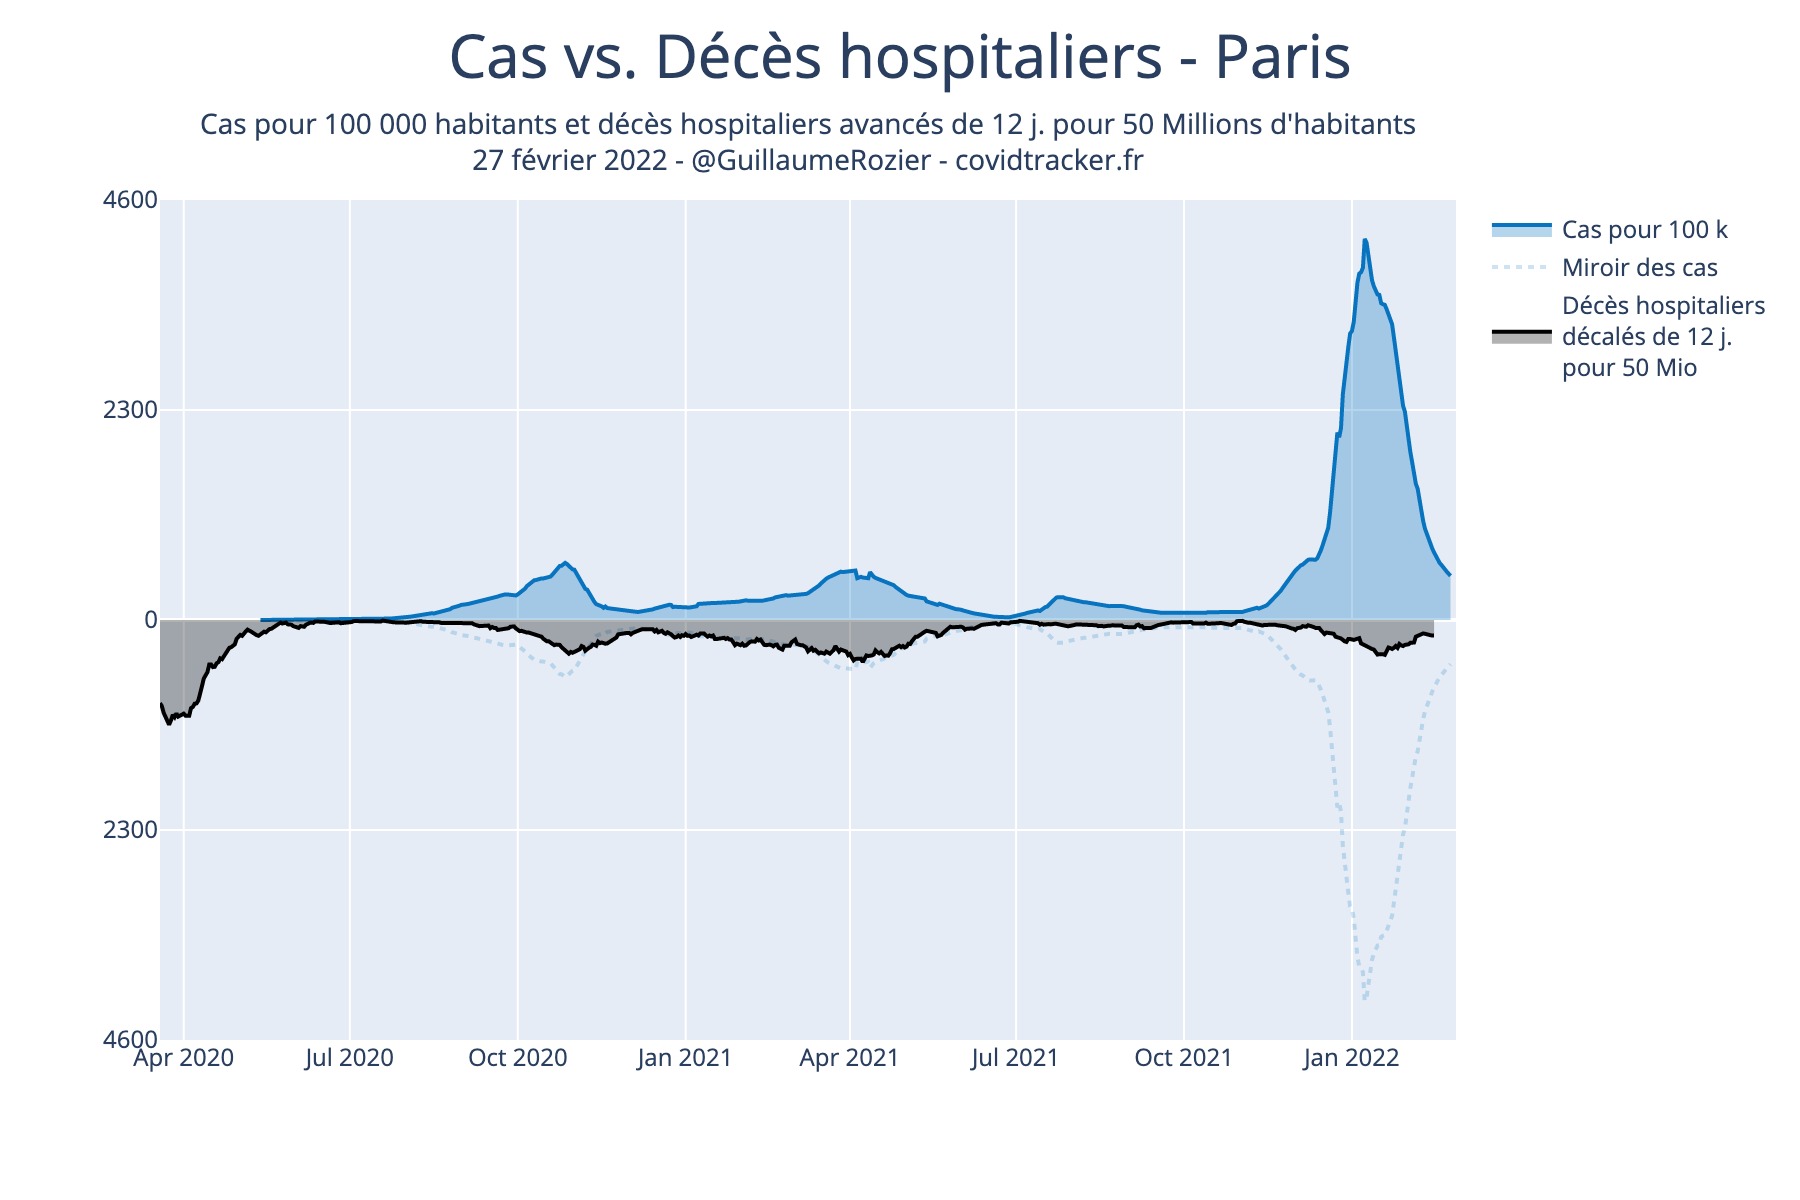 Cas vs. Décès hospitaliers - Paris
Cas pour 100 000 habitants et décès hospitaliers avancés de 12 j. pour 50 Millions d'habitants
27 février 2022 - @GuillaumeRozier - covidtracker.fr
4600
2300
0
2300
4600
Apr 2020
Jul 2020
Oct 2020
Jan 2021
Apr 2021
Jul 2021
Oct 2021
Jan 2022
Cas pour 100 k
Miroir des cas
Décès hospitaliers
décalés de 12 j.
pour 50 Mio